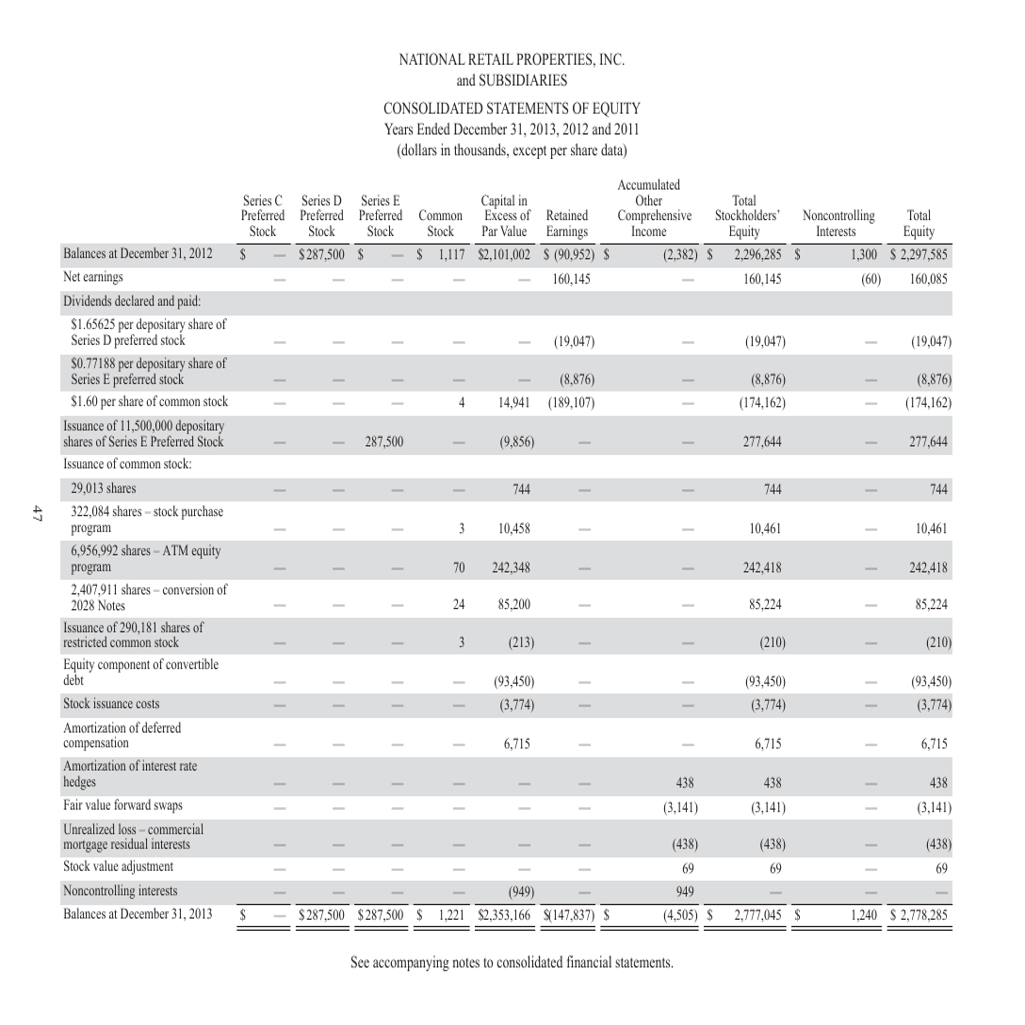 NATIONAL RETAIL PROPERTIES, INC.
and SUBSIDIARIES
CONSOLIDATED STATEMENTS OF EQUITY
Years Ended December 31, 2013, 2012 and 2011
(dollars in thousands, except per share data)
Series C Preferred Stock Series D Preferred Stock Series E Preferred Stock Common Stock Capital in Excess of Par Value Retained Earnings Accumulated Other Comprehensive Income Total Stockholders' Equity Noncontrolling Interests Total Equity
Balances at December 31, 2012 $ — $ 287,500 $ — $ 1,117 $2,101,002 $ (90,952) $ (2,382) $ 2,296,285 $ 1,300 $ 2,297,585
Net earnings — — — — — 160,145 — 160,145 (60) 160,085
Dividends declared and paid:
$1.65625 per depositary share of
Series D preferred stock — — — — — (19,047) — (19,047) — (19,047)
$0.77188 per depositary share of
Series E preferred stock — — — — — (8,876) — (8,876) — (8,876)
$1.60 per share of common stock — — — 4 14,941 (189,107) — (174,162) — (174,162)
Issuance of 11,500,000 depositary
shares of Series E Preferred Stock — — 287,500 — (9,856) — — 277,644 — 277,644
Issuance of common stock:
29,013 shares — — — — 744 — — 744 — 744
322,084 shares – stock purchase
program — — — 3 10,458 — — 10,461 — 10,461
6,956,992 shares – ATM equity
program — — — 70 242,348 — — 242,418 — 242,418
2,407,911 shares – conversion of
2028 Notes — — — 24 85,200 — — 85,224 — 85,224
Issuance of 290,181 shares of
restricted common stock — — — 3 (213) — — (210) — (210)
Equity component of convertible
debt — — — — (93,450) — — (93,450) — (93,450)
Stock issuance costs — — — — (3,774) — — (3,774) — (3,774)
Amortization of deferred
compensation — — — — 6,715 — — 6,715 — 6,715
Amortization of interest rate
hedges — — — — — — 438 438 — 438
Fair value forward swaps — — — — — — (3,141) (3,141) — (3,141)
Unrealized loss – commercial
mortgage residual interests — — — — — — (438) (438) — (438)
Stock value adjustment — — — — — — 69 69 — 69
Noncontrolling interests — — — — (949) — 949 — — —
Balances at December 31, 2013 $ — $ 287,500 $ 287,500 $ 1,221 $2,353,166 $(147,837) $ (4,505) $ 2,777,045 $ 1,240 $ 2,778,285
See accompanying notes to consolidated financial statements.
47